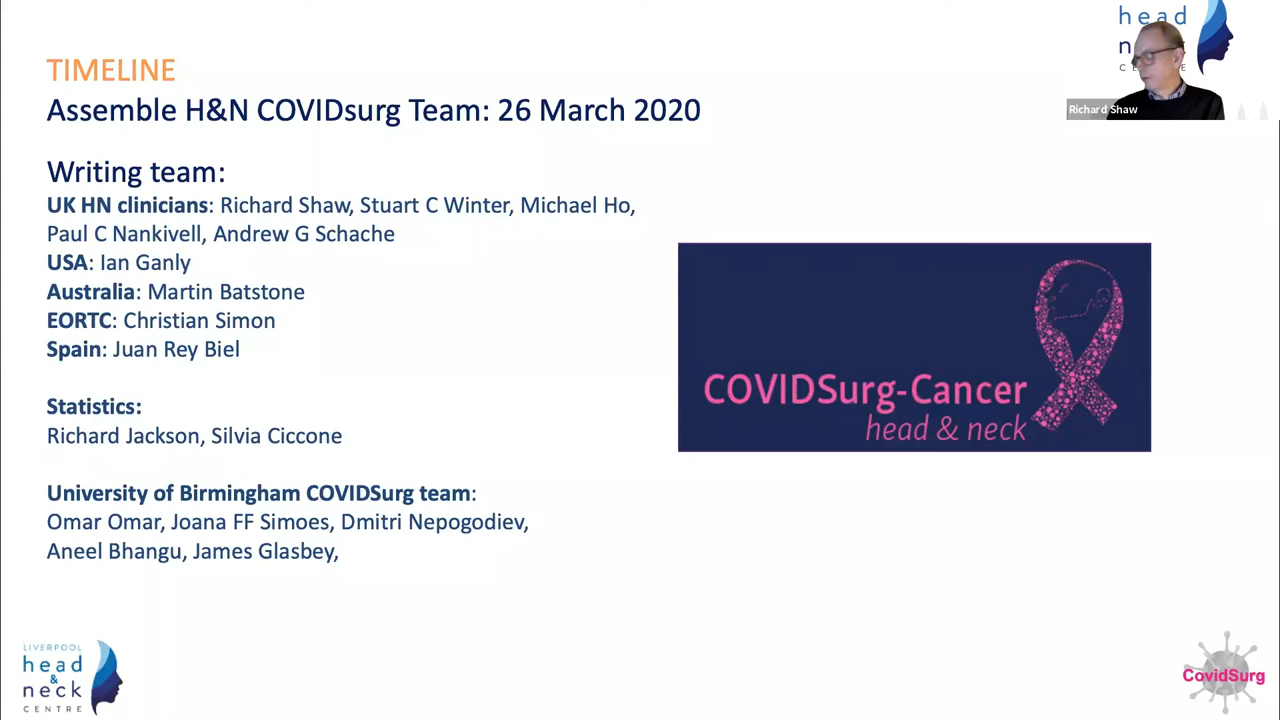 TIMELINE
Assemble H&N COVIDsurg Team: 26 March 2020
Writing team:
UK HN clinicians: Richard Shaw, Stuart C Winter, Michael Ho,
Paul C Nankivell, Andrew G Schache
USA: Ian Ganly
Australia: Martin Batstone
EORTC: Christian Simon
Spain: Juan Rey Biel
Statistics:
Richard Jackson, Silvia Ciccone
University of Birmingham COVIDSurg team:
Omar Omar, Joana FF Simoes, Dmitri Nepogodiev,
Aneel Bhangu, James Glasbey,
COVIDSurg-Cancer
head & neck
head
Richard Shaw
LIVERPOOL
head
&
neck
CENTRE
CovidSurg